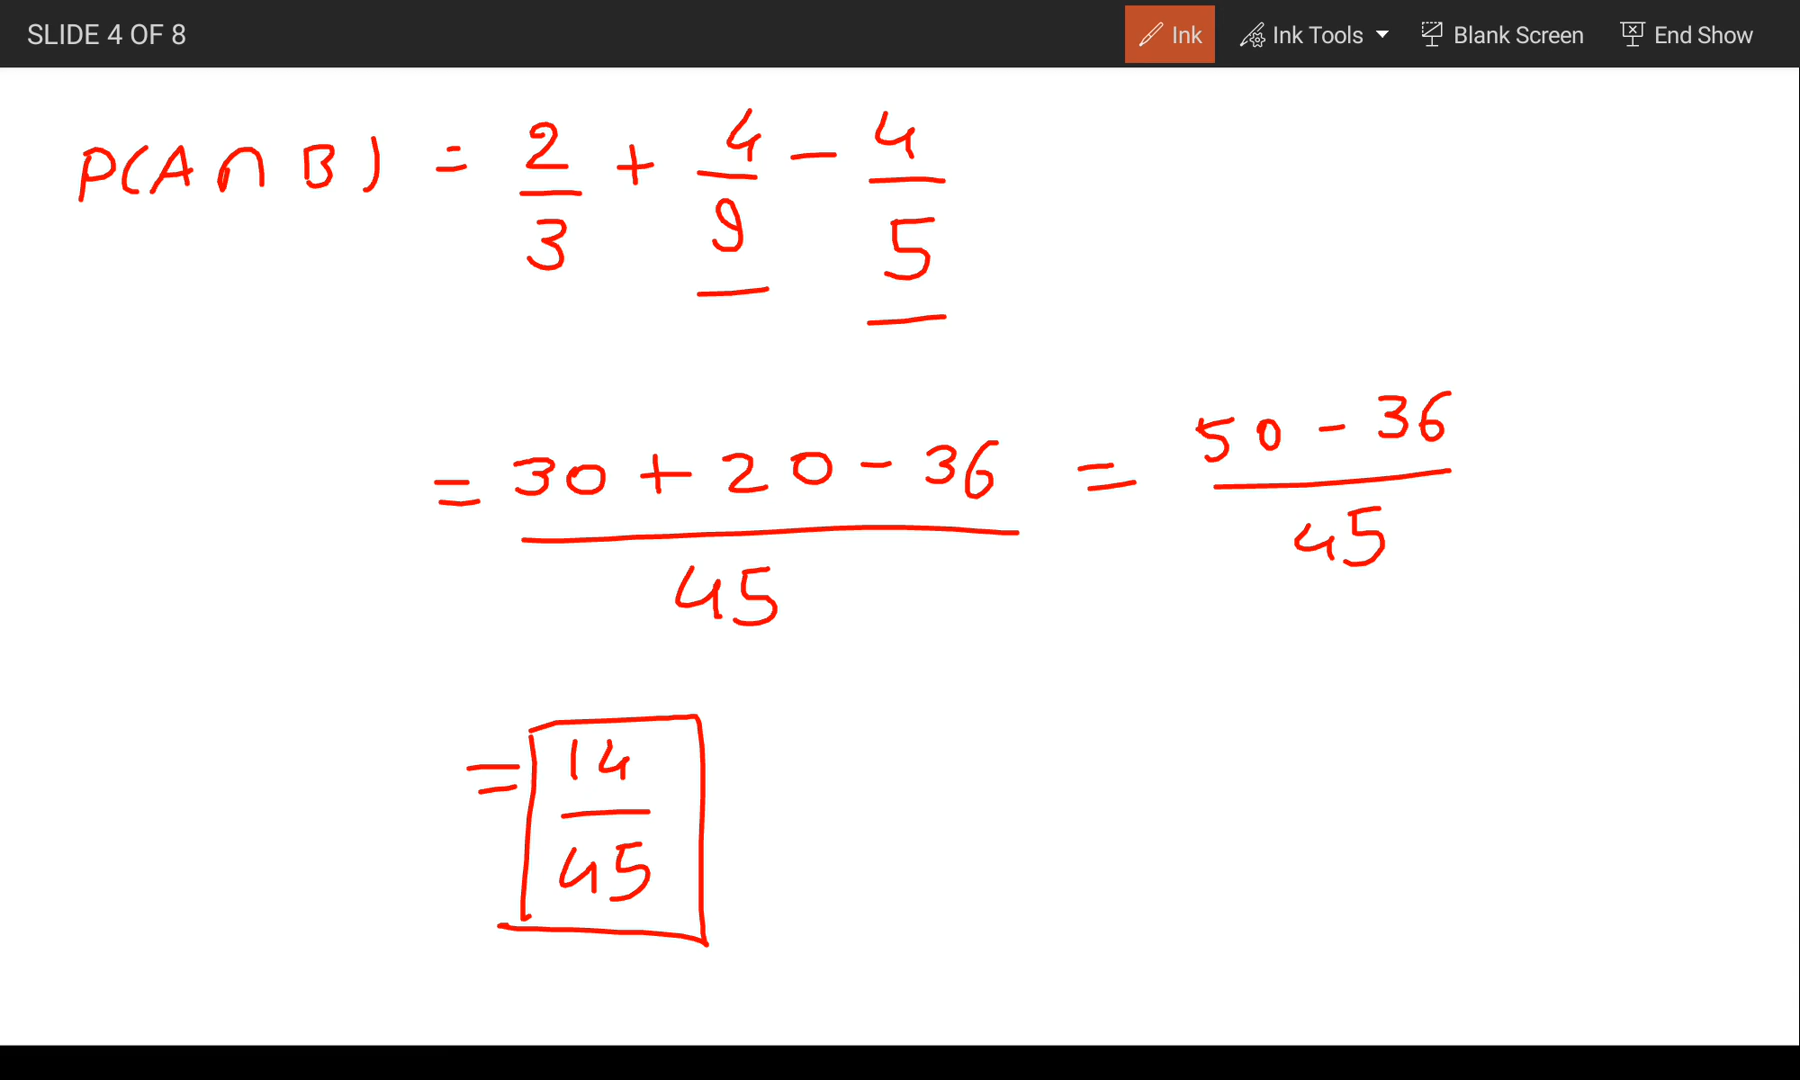 SLIDE 4 OF 8 Ink Ink Tools Blank Screen End Show
P(A ∩ B) = 2/3 + 4/9 - 4/5
= 30 + 20 - 36 / 45 = 50 - 36 / 45
= 14/45